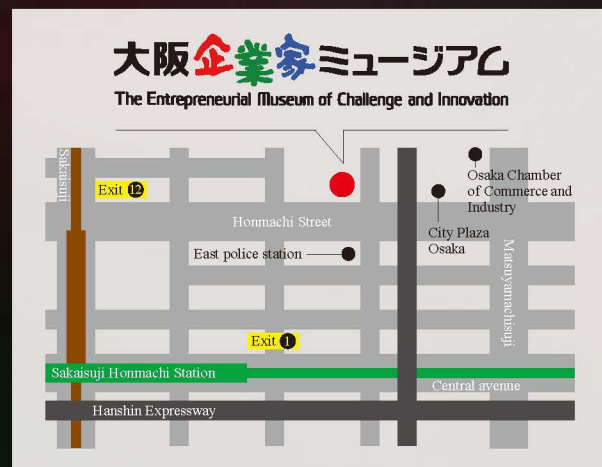 大阪企業家ミュージアム
The Entrepreneurial Museum of Challenge and Innovation
Sakaisuji
Exit 12
Osaka Chamber
of Commerce and
Industry
Honmachi Street
City Plaza
Osaka
East police station
Matsuyamachisuji
Exit 1
Sakaisuji Honmachi Station
Central avenue
Hanshin Expressway